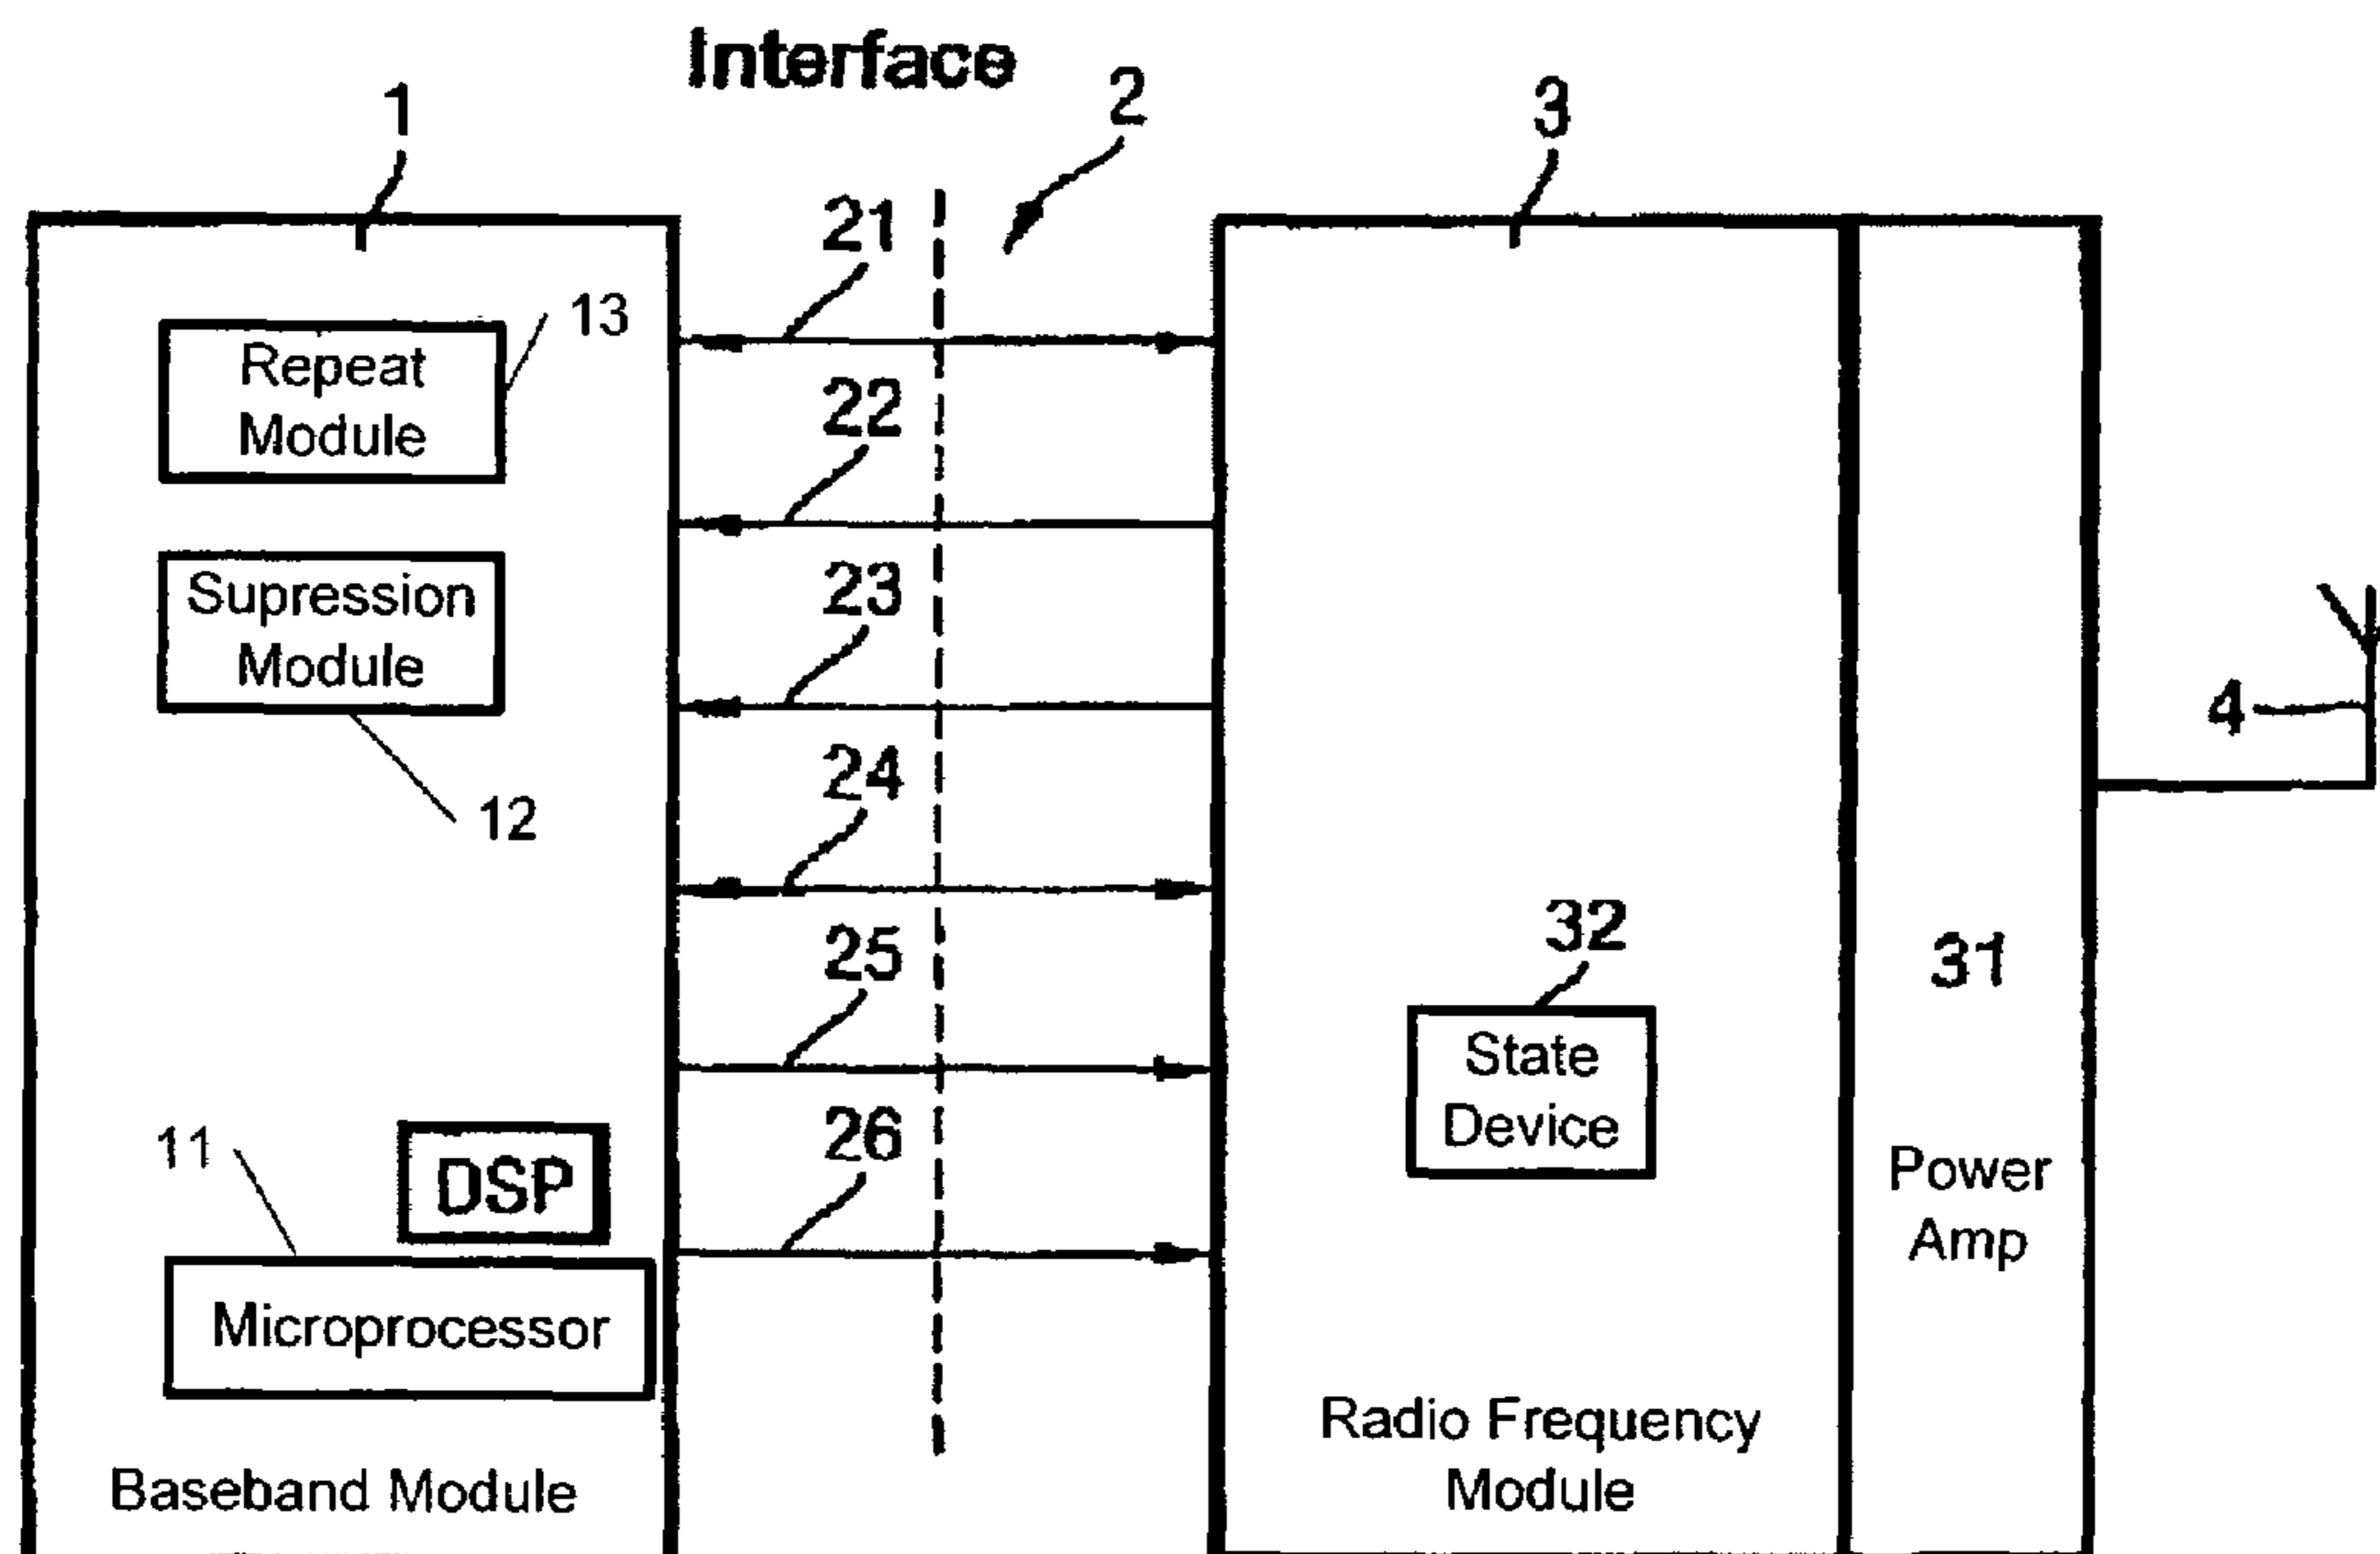 Interface
1
2
3
21
13
Repeat
Module
22
Supression
Module
23
12
24
4
25
32
31
State
Device
11
DSP
26
Power
Amp
Microprocessor
Radio Frequency
Module
Baseband Module